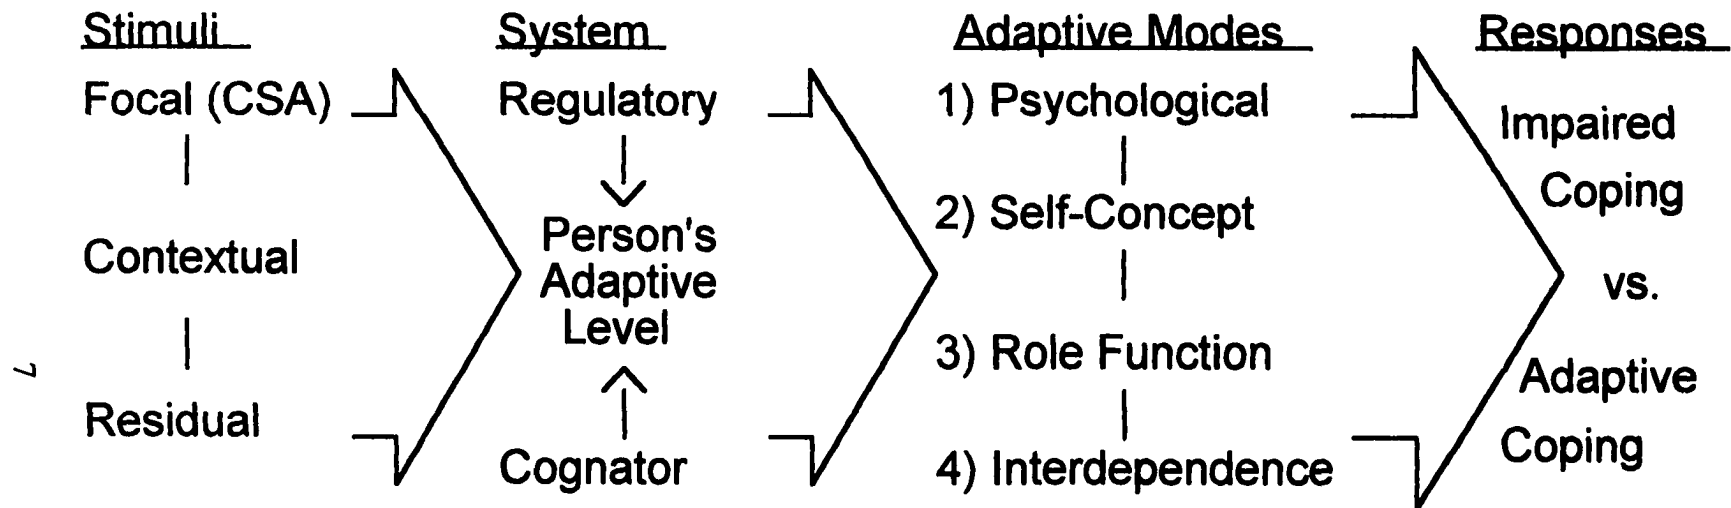 Stimuli
Focal (CSA)
Contextual
Residual
System
Regulatory
Person's
Adaptive
Level
Cognator
Adaptive Modes
1) Psychological
2) Self-Concept
3) Role Function
4) Interdependence
Responses
Impaired
Coping
vs.
Adaptive
Coping
7